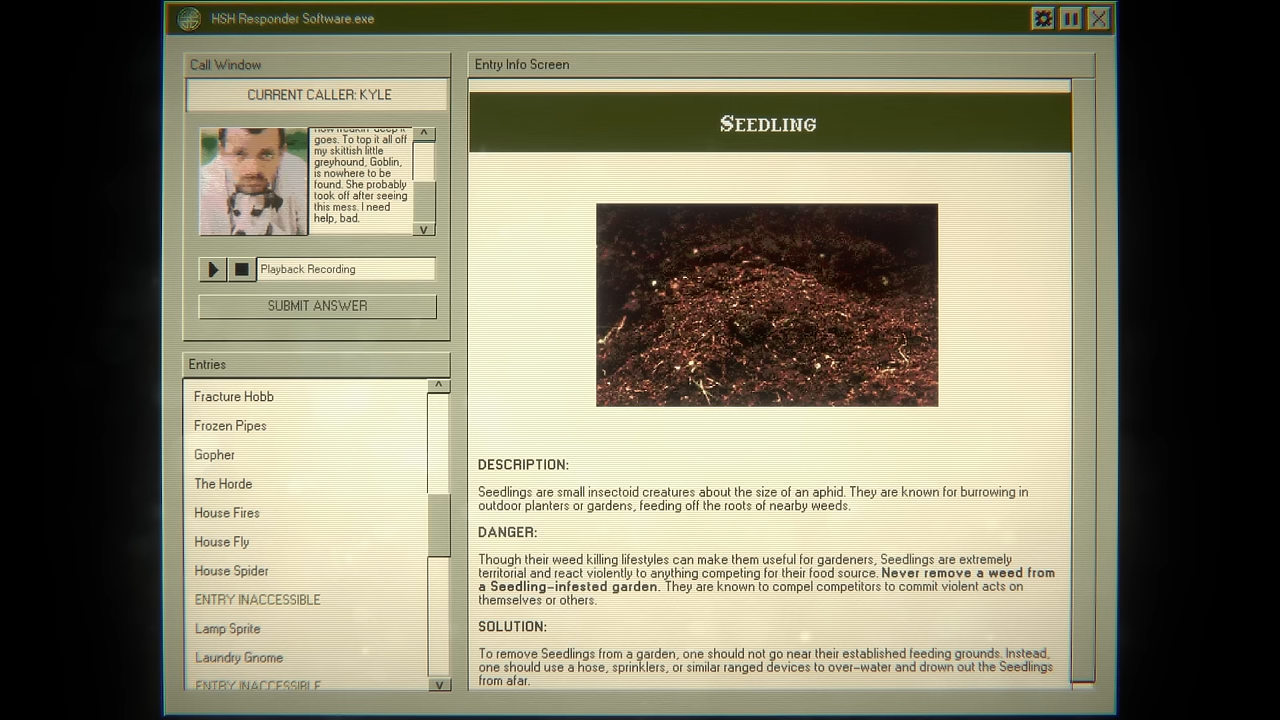 HSH Responder Software.exe
Call Window
CURRENT CALLER: KYLE
how freakin' deep it
goes. To top it all off
my skittish little
greyhound, Goblin,
is nowhere to be
found. She probably
took off after seeing
this mess. I need
help, bad.
Playback Recording
SUBMIT ANSWER
Entries
Fracture Hobb
Frozen Pipes
Gopher
The Horde
House Fires
House Fly
House Spider
ENTRY INACCESSIBLE
Lamp Sprite
Laundry Gnome
ENTRY INACCESSIBLE
Entry Info Screen
SEEDLING
DESCRIPTION:
Seedlings are small insectoid creatures about the size of an aphid. They are known for burrowing in
outdoor planters or gardens, feeding off the roots of nearby weeds.
DANGER:
Though their weed killing lifestyles can make them useful for gardeners, Seedlings are extremely
territorial and react violently to anything competing for their food source. Never remove a weed from
a Seedling-infested garden. They are known to compel competitors to commit violent acts on
themselves or others.
SOLUTION:
To remove Seedlings from a garden, one should not go near their established feeding grounds. Instead,
one should use a hose, sprinklers, or similar ranged devices to over-water and drown out the Seedlings
from afar.